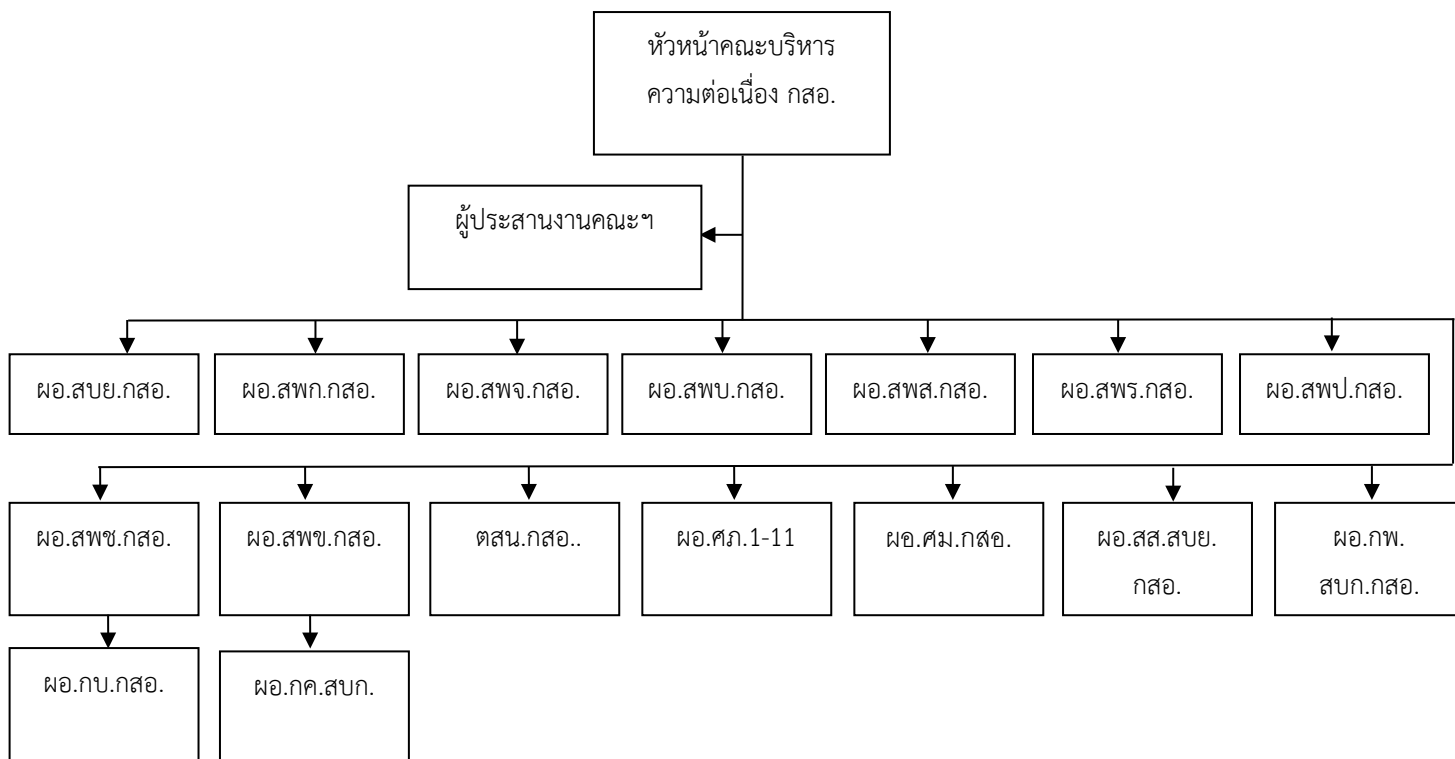 หัวหน้าคณะบริหาร
ความต่อเนื่อง กสอ.
ผู้ประสานงานคณะฯ
ผอ.สบย.กสอ.
ผอ.สพก.กสอ.
ผอ.สพจ.กสอ.
ผอ.สพบ.กสอ.
ผอ.สพส.กสอ.
ผอ.สพร.กสอ.
ผอ.สพป.กสอ.
ผอ.สพช.กสอ.
ผอ.สพข.กสอ.
ตสน.กสอ..
ผอ.ศภ.1-11
ผอ.ศม.กสอ.
ผอ.สส.สบย.
กสอ.
ผอ.กพ.
สบก.กสอ.
ผอ.กบ.กสอ.
ผอ.กค.สบก.